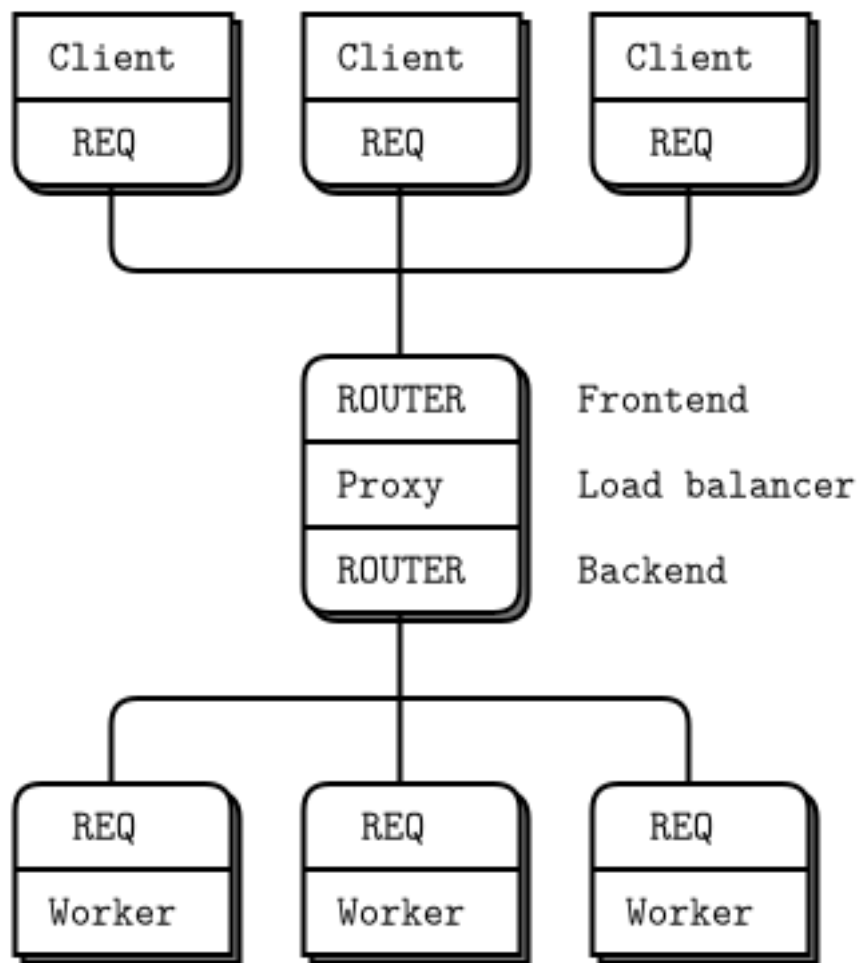 Client Client Client
REQ REQ REQ
ROUTER Frontend
Proxy Load balancer
ROUTER Backend
REQ REQ REQ
Worker Worker Worker